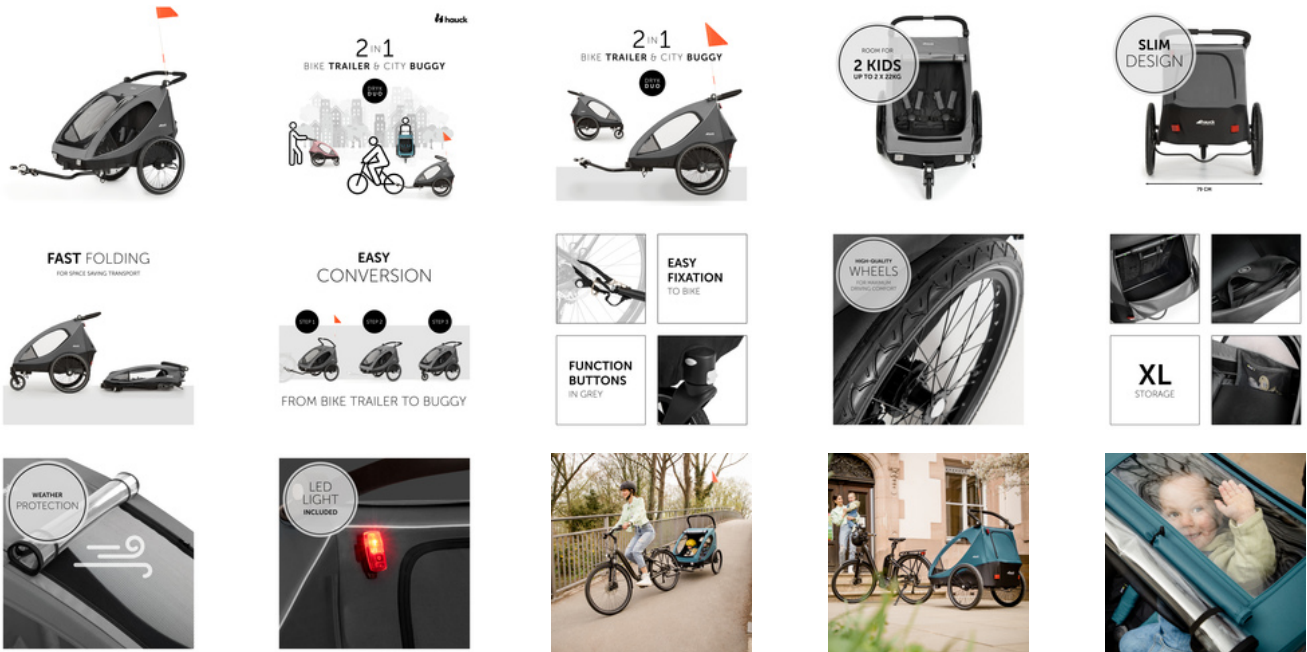 hauck
2 IN 1
BIKE TRAILER & CITY BUGGY
DRYK
DUO
2 IN 1
BIKE TRAILER & CITY BUGGY
DRYK
DUO
ROOM FOR
2 KIDS
UP TO 2 X 22KG
SLIM
DESIGN
hauck
79 CM
FAST FOLDING
FOR SPACE SAVING TRANSPORT
EASY
CONVERSION
STEP 1
STEP 2
STEP 3
FROM BIKE TRAILER TO BUGGY
EASY
FIXATION
TO BIKE
FUNCTION
BUTTONS
IN GREY
HIGH-QUALITY
WHEELS
FOR MAXIMUM
DRIVING COMFORT
XL
STORAGE
WEATHER
PROTECTION
LED
LIGHT
INCLUDED